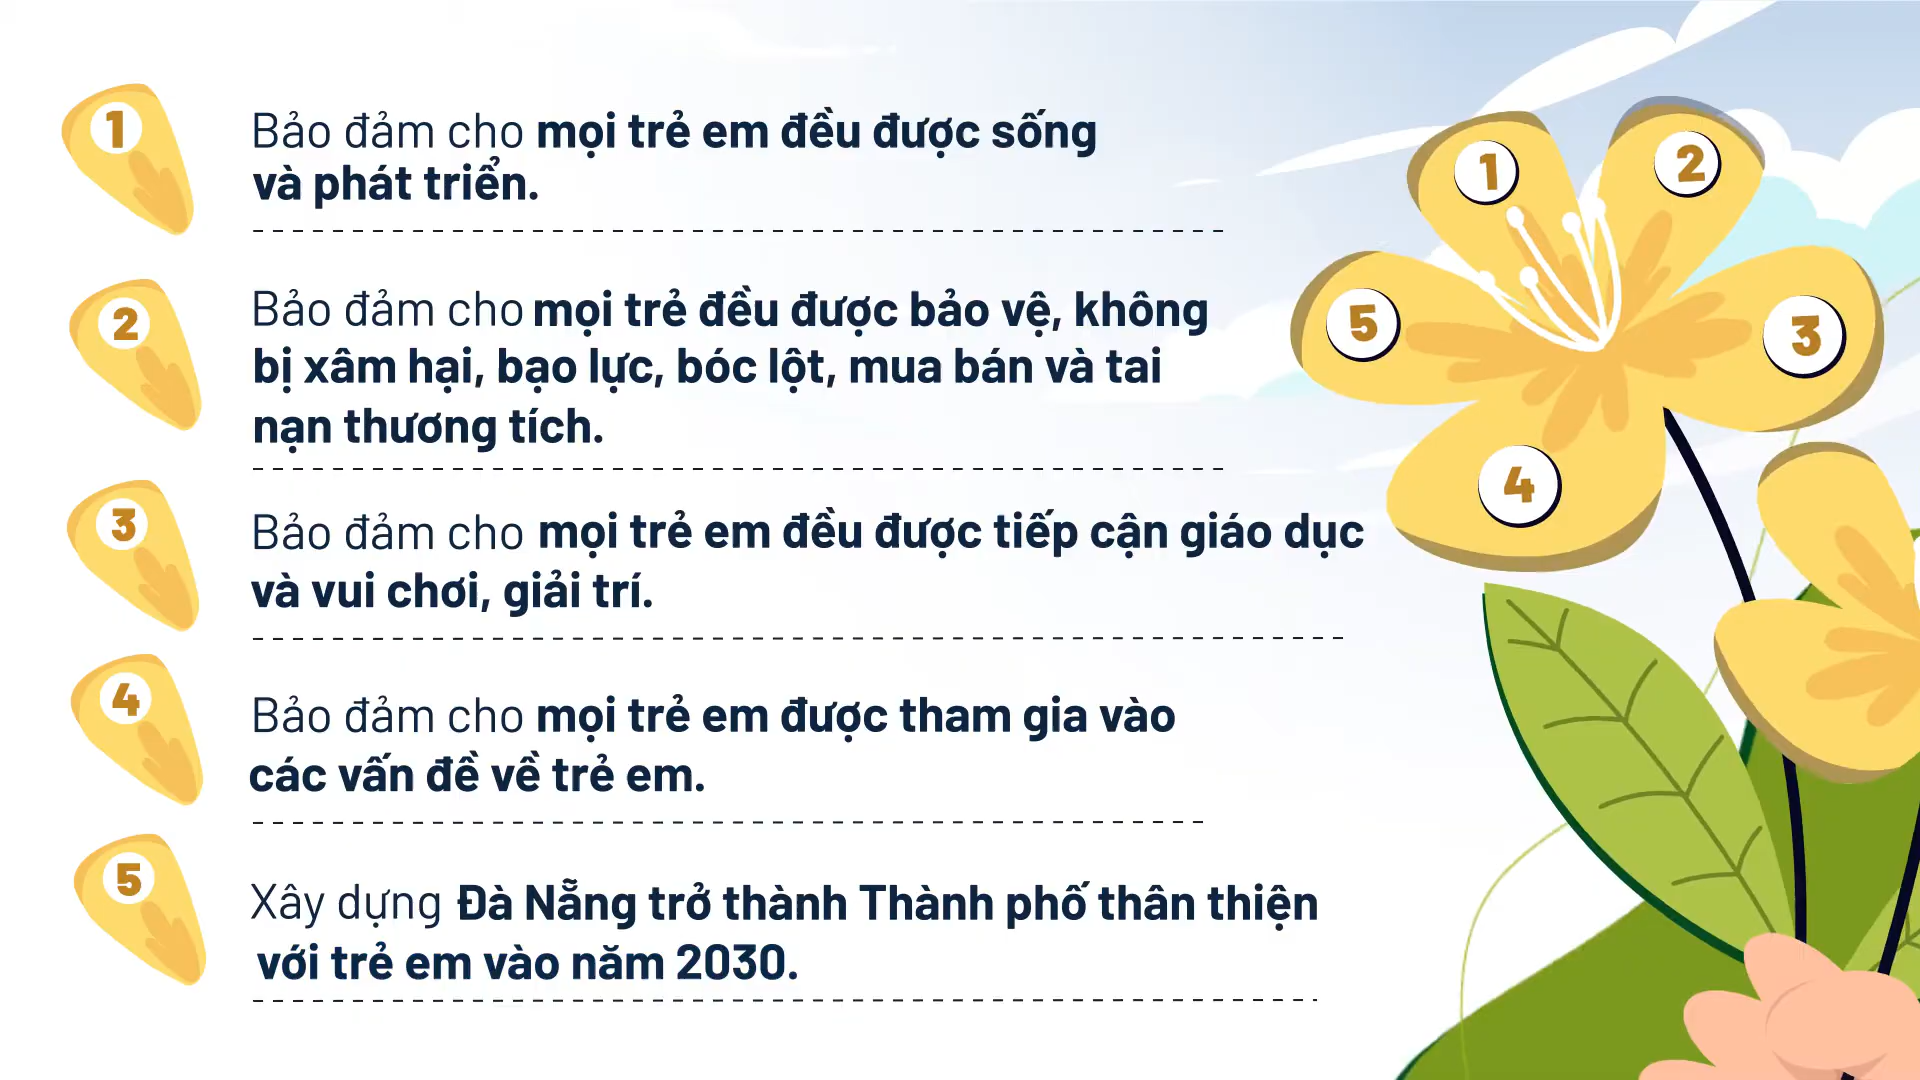 1
Bảo đảm cho mọi trẻ em đều được sống
và phát triển.
2
Bảo đảm cho mọi trẻ đều được bảo vệ, không
bị xâm hại, bạo lực, bóc lột, mua bán và tai
nạn thương tích.
3
Bảo đảm cho mọi trẻ em đều được tiếp cận giáo dục
và vui chơi, giải trí.
4
Bảo đảm cho mọi trẻ em được tham gia vào
các vấn đề về trẻ em.
5
Xây dựng Đà Nẵng trở thành Thành phố thân thiện
với trẻ em vào năm 2030.
1
2
3
4
5